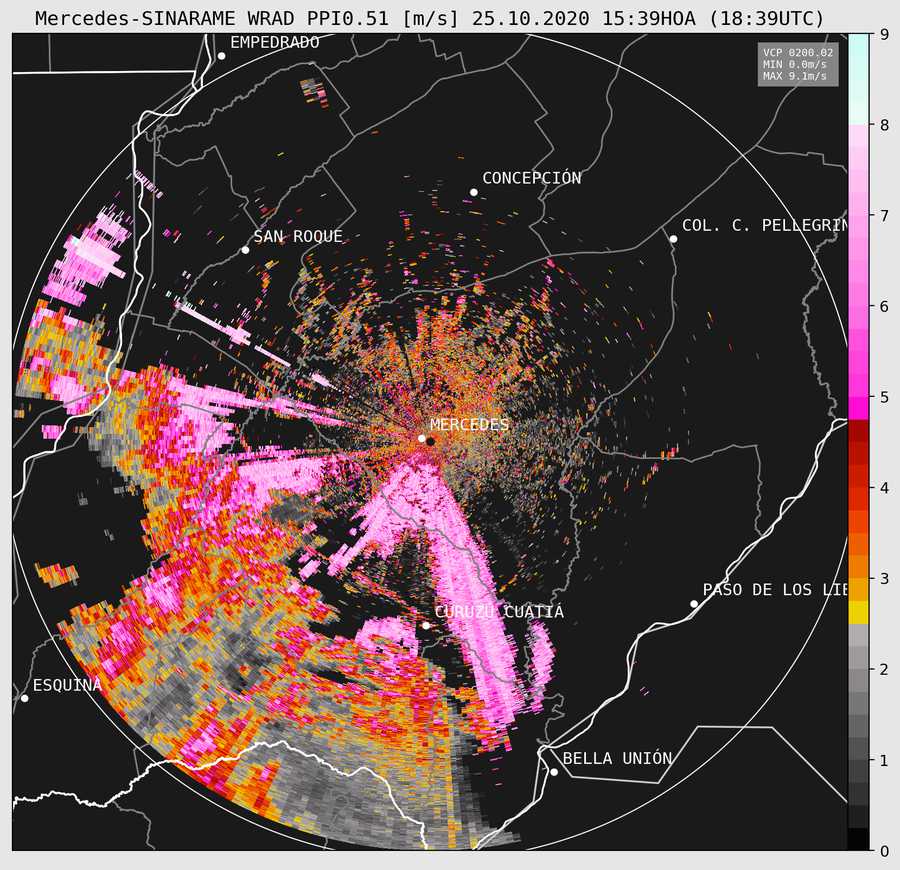 Mercedes-SINARAME WRAD PPI0.51 [m/s] 25.10.2020 15:39HOA (18:39UTC)
EMPEDRADO
VCP 0200.02
MIN 0.0m/s
MAX 9.1m/s
CONCEPCIÓN
COL. C. PELLEGRIN
SAN ROQUE
MERCEDES
PASO DE LOS LIB
CURUZÚ CUATIÁ
ESQUINA
BELLA UNIÓN
9
8
7
6
5
4
3
2
1
0